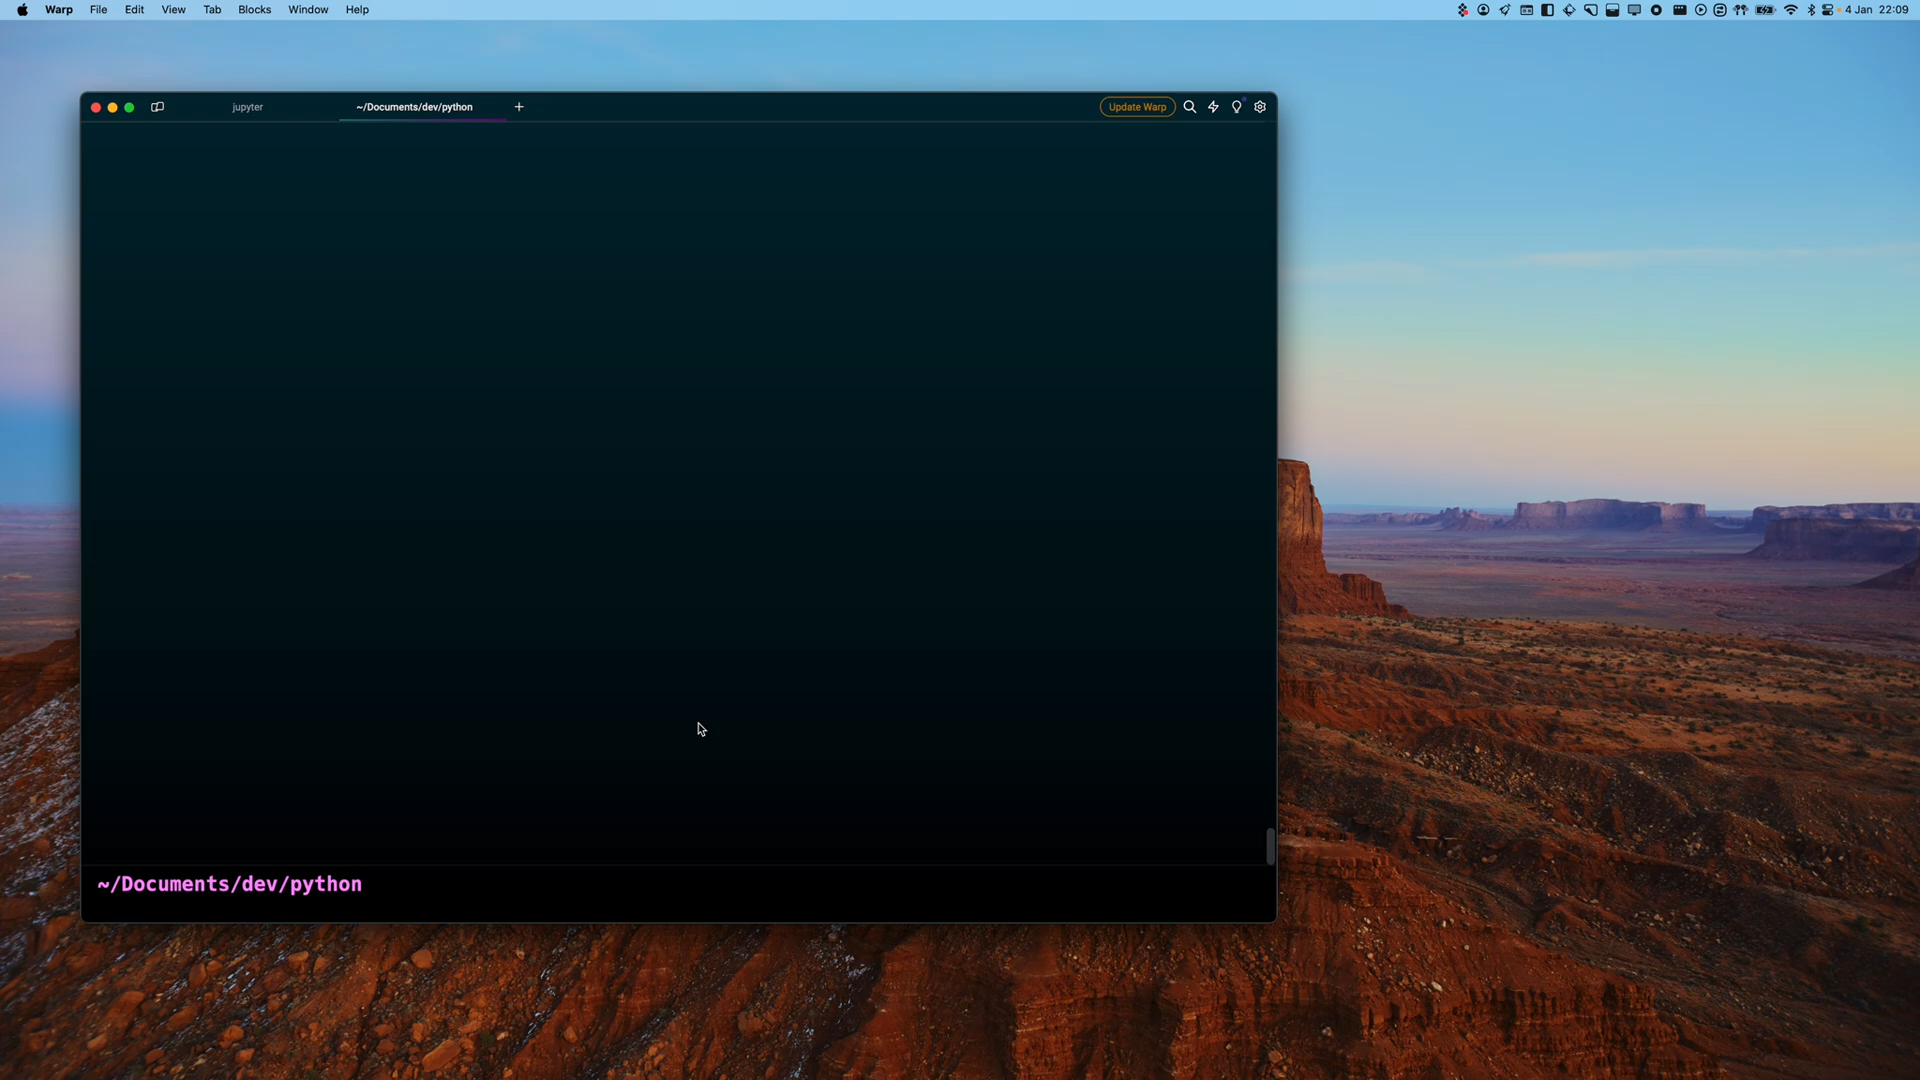 Warp File Edit View Tab Blocks Window Help 4 Jan 22:09
jupyter ~/Documents/dev/python + Update Warp
~/Documents/dev/python